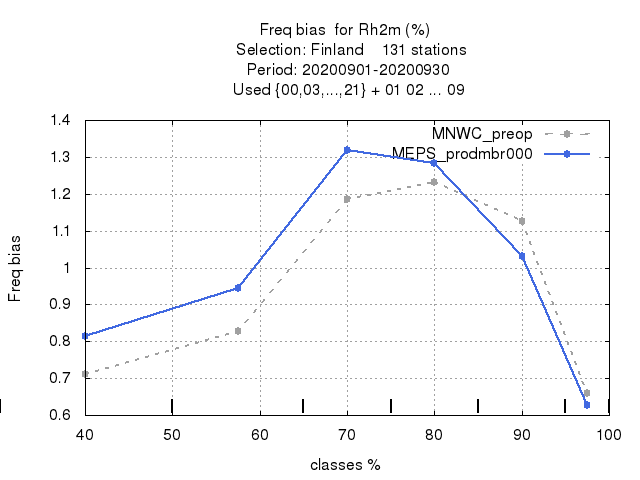 Freq bias  for Rh2m (%)
Selection: Finland    131 stations
Period: 20200901-20200930
Used {00,03,...,21} + 01 02 ... 09
MNWC_preop
MEPS_prodmbr000
1.4
1.3
1.2
1.1
1
0.9
0.8
0.7
0.6
Freq bias
40 50 60 70 80 90 100
classes %